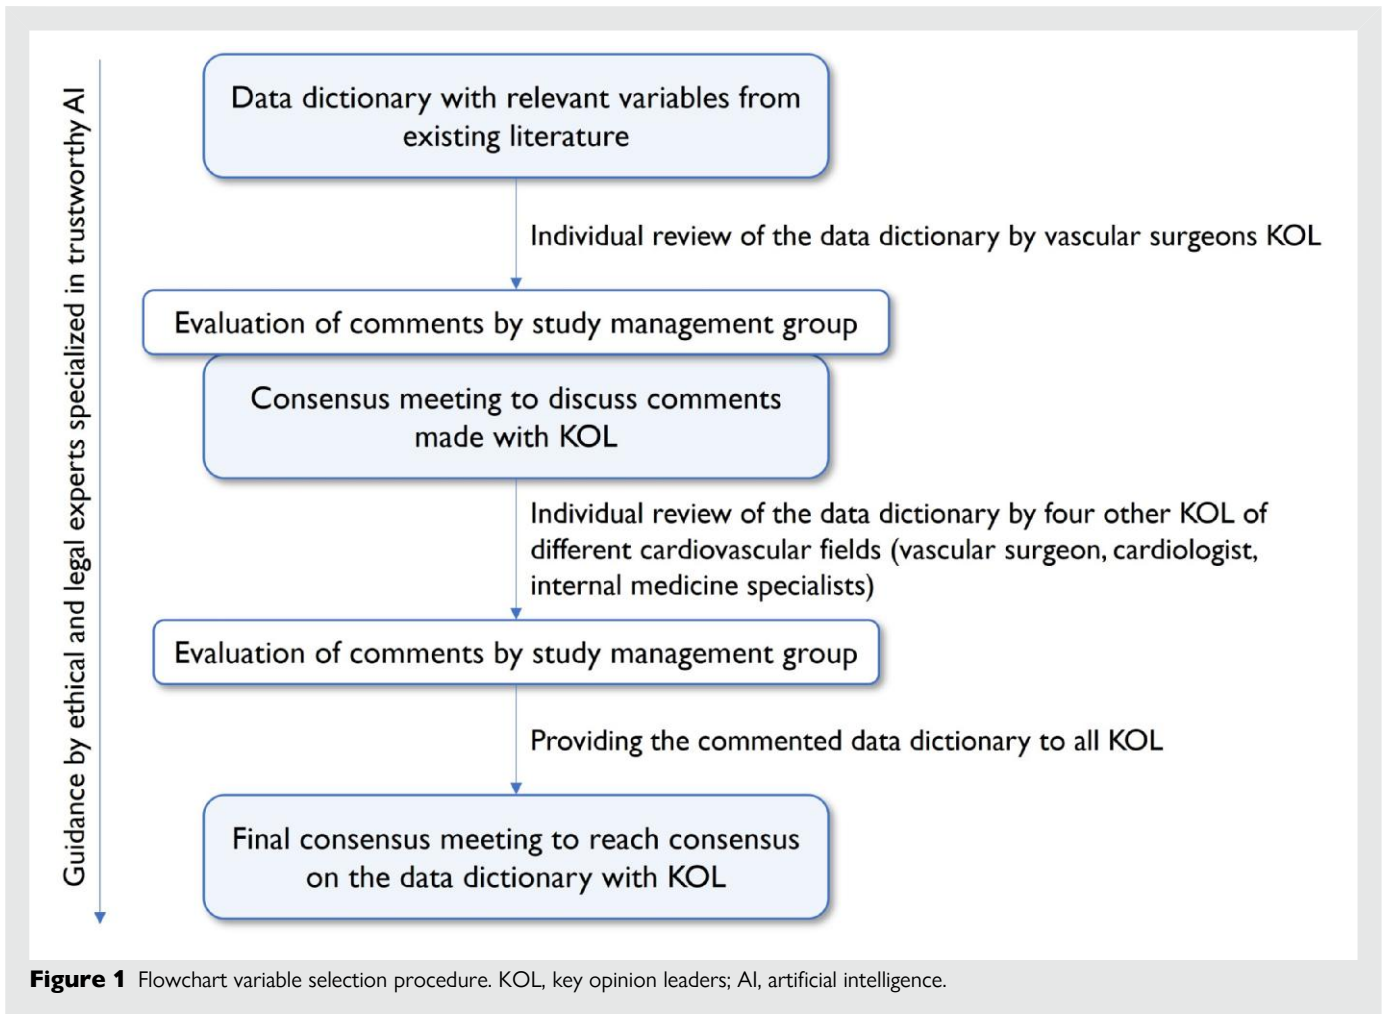 Guidance by ethical and legal experts specialized in trustworthy AI
Data dictionary with relevant variables from
existing literature
Individual review of the data dictionary by vascular surgeons KOL
Evaluation of comments by study management group
Consensus meeting to discuss comments
made with KOL
Individual review of the data dictionary by four other KOL of
different cardiovascular fields (vascular surgeon, cardiologist,
internal medicine specialists)
Evaluation of comments by study management group
Providing the commented data dictionary to all KOL
Final consensus meeting to reach consensus
on the data dictionary with KOL
Figure 1 Flowchart variable selection procedure. KOL, key opinion leaders; AI, artificial intelligence.